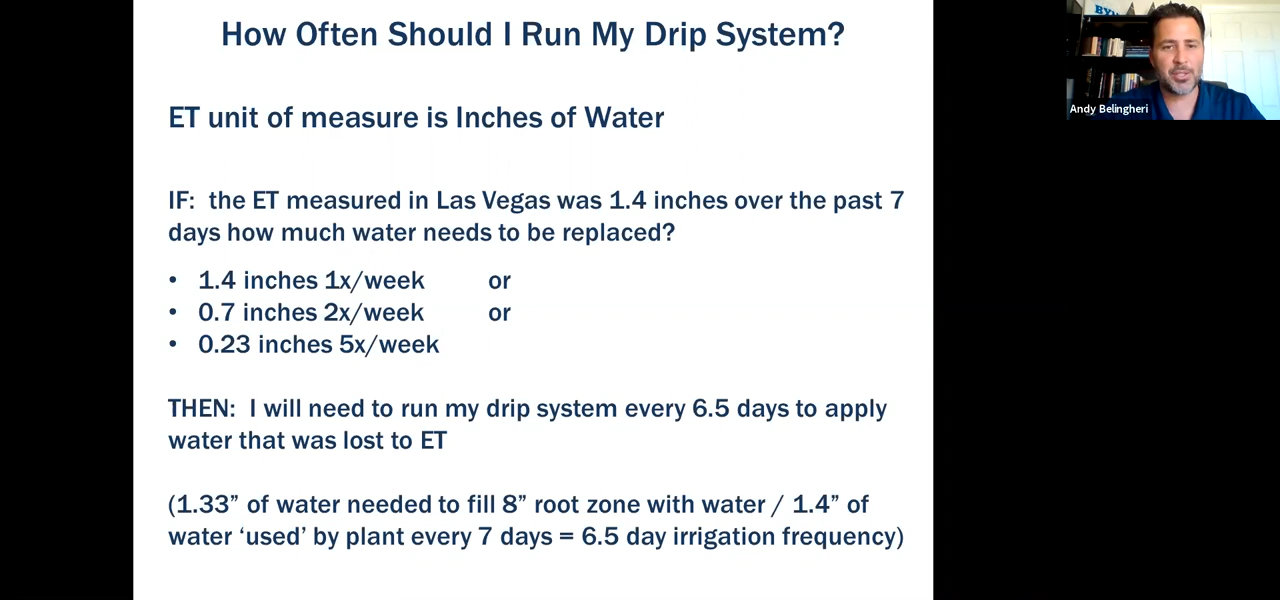 How Often Should I Run My Drip System?
ET unit of measure is Inches of Water
IF: the ET measured in Las Vegas was 1.4 inches over the past 7
days how much water needs to be replaced?
• 1.4 inches 1x/week or
• 0.7 inches 2x/week or
• 0.23 inches 5x/week
THEN: I will need to run my drip system every 6.5 days to apply
water that was lost to ET
(1.33” of water needed to fill 8” root zone with water / 1.4” of
water ‘used’ by plant every 7 days = 6.5 day irrigation frequency)
Andy Belingheri